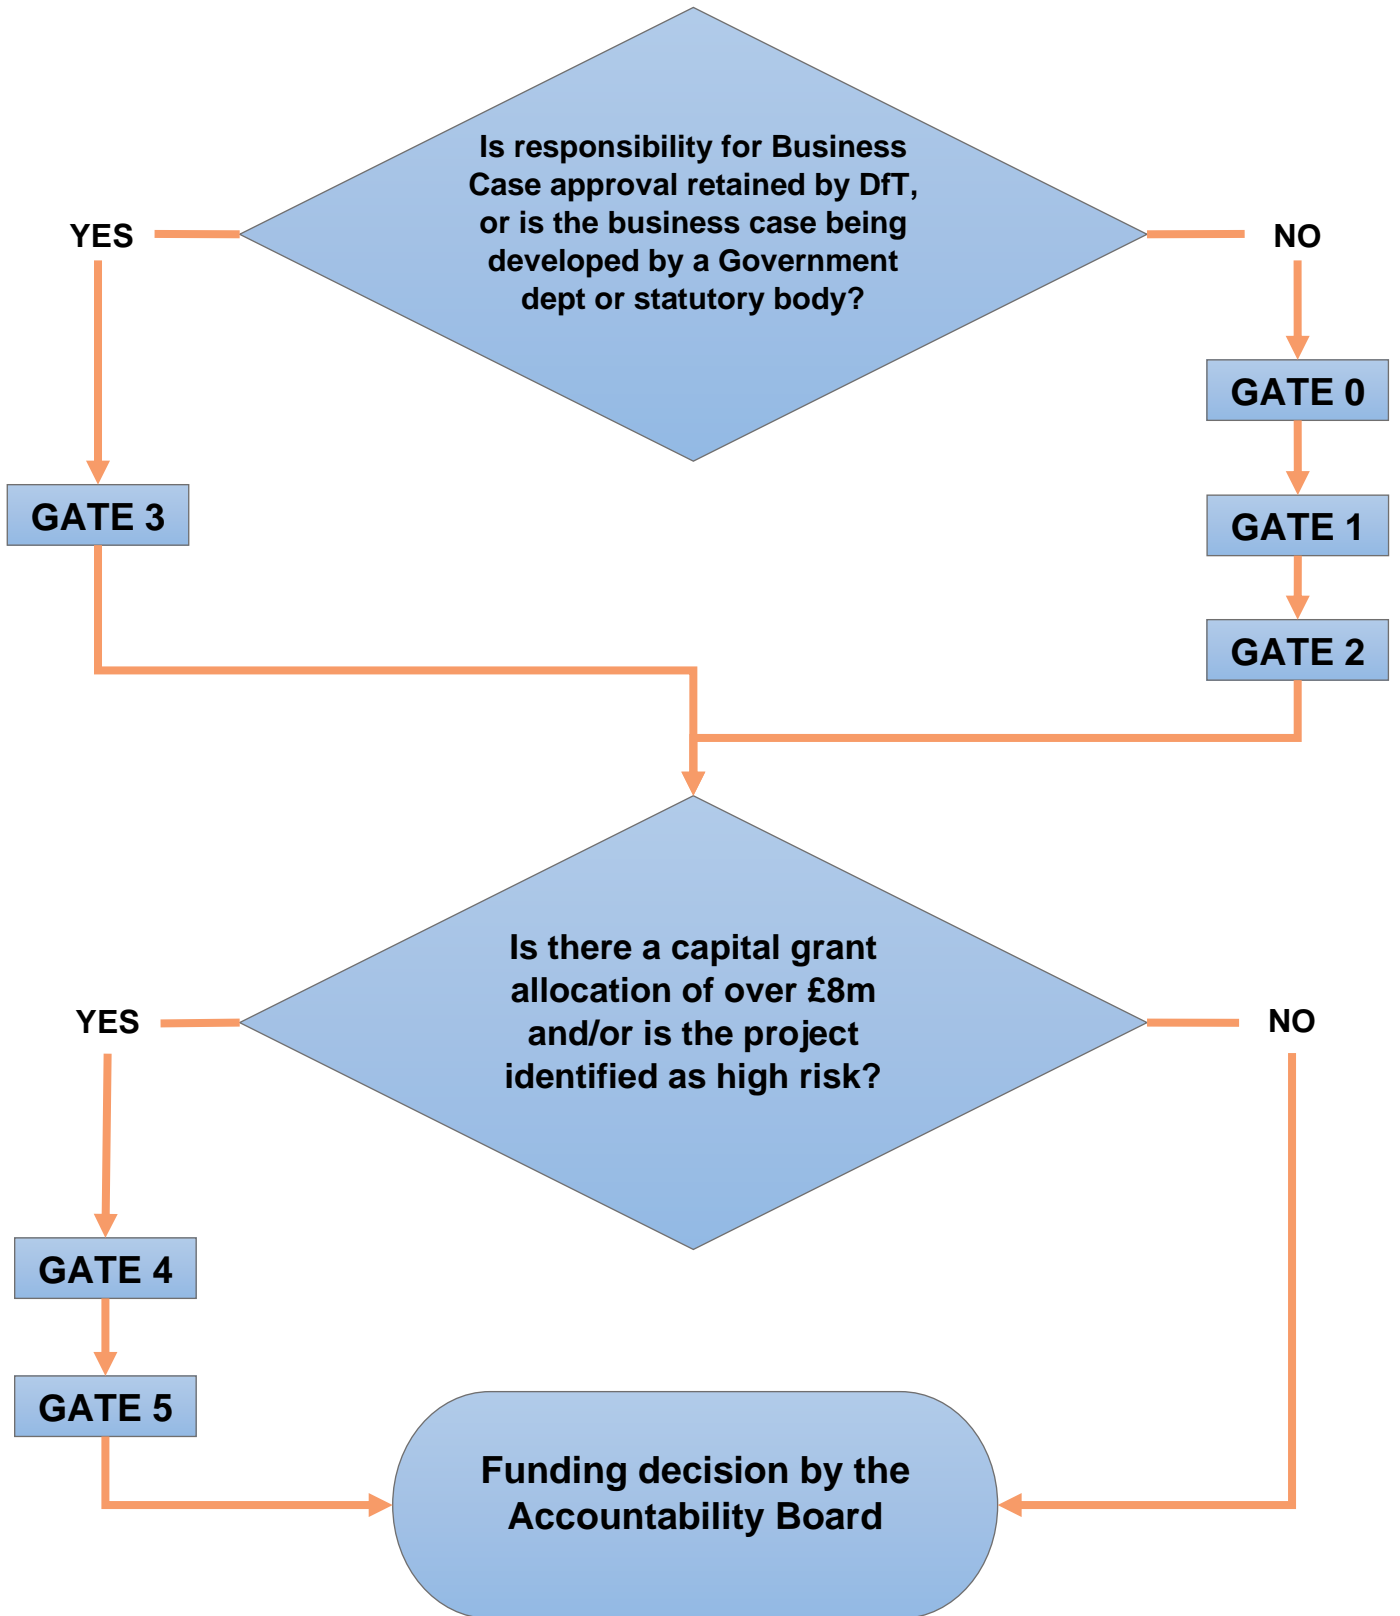 Is responsibility for Business
Case approval retained by DfT,
or is the business case being
developed by a Government
dept or statutory body?
YES
NO
GATE 0
GATE 3
GATE 1
GATE 2
Is there a capital grant
allocation of over £8m
and/or is the project
identified as high risk?
YES
NO
GATE 4
GATE 5
Funding decision by the
Accountability Board